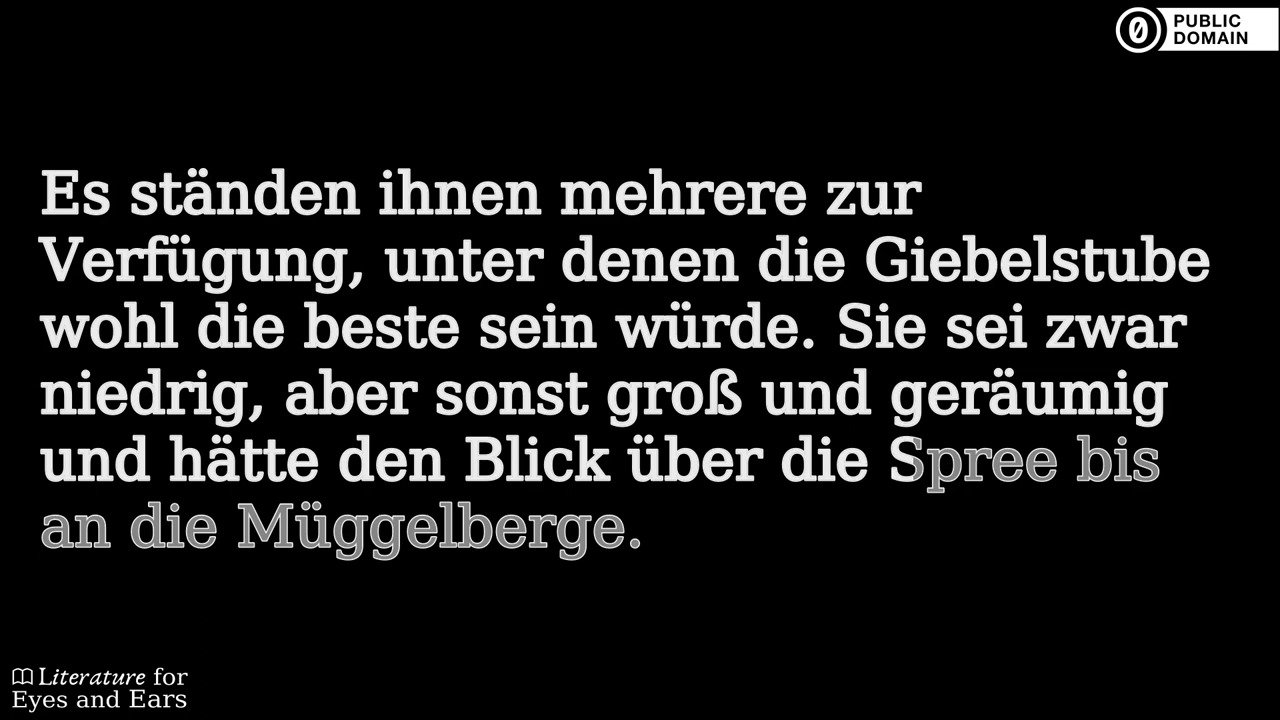 PUBLIC
DOMAIN
Es ständen ihnen mehrere zur
Verfügung, unter denen die Giebelstube
wohl die beste sein würde. Sie sei zwar
niedrig, aber sonst groß und geräumig
und hätte den Blick über die Spree bis
an die Müggelberge.
Literature for
Eyes and Ears